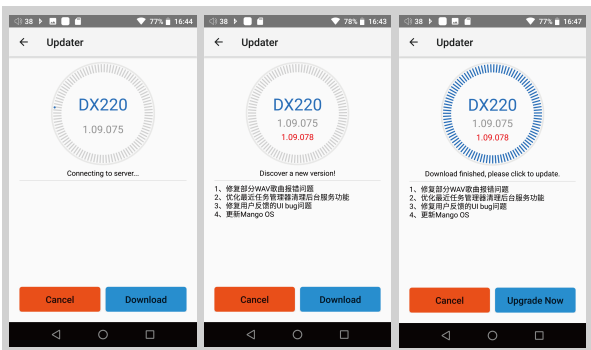 38 77% 16:44
Updater
DX220
1.09.075
Connecting to server...
Cancel Download
38 78% 16:43
Updater
DX220
1.09.075
1.09.078
Discover a new version!
1、修复部分WAV歌曲报错问题
2、优化最近任务管理器清理后台服务功能
3、修复用户反馈的UI bug问题
4、更新Mango OS
Cancel Download
38 77% 16:47
Updater
DX220
1.09.075
1.09.078
Download finished, please click to update.
1、修复部分WAV歌曲报错问题
2、优化最近任务管理器清理后台服务功能
3、修复用户反馈的UI bug问题
4、更新Mango OS
Cancel Upgrade Now